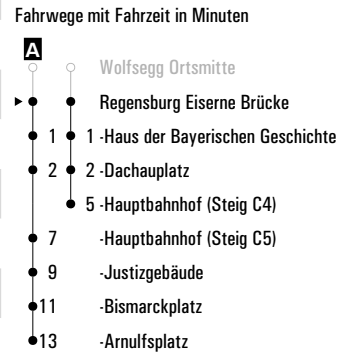 Fahrwege mit Fahrzeit in Minuten
A
Wolfsegg Ortsmitte
Regensburg Eiserne Brücke
1 1 -Haus der Bayerischen Geschichte
2 2 -Dachauplatz
5 -Hauptbahnhof (Steig C4)
7 -Hauptbahnhof (Steig C5)
9 -Justizgebäude
11 -Bismarckplatz
13 -Arnulfsplatz